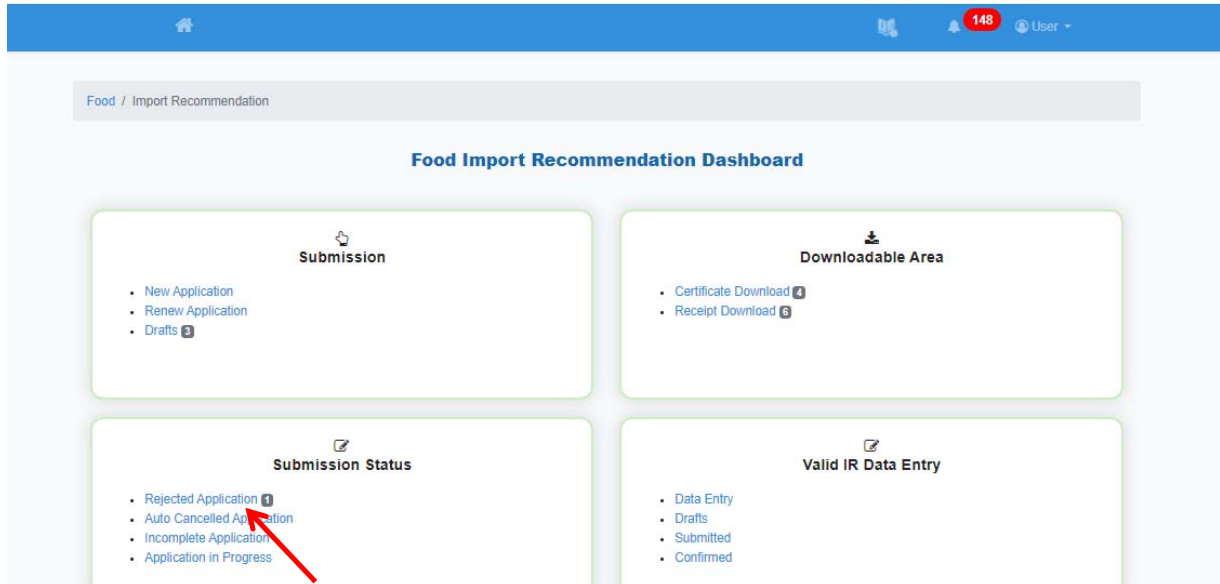 148 User
Food / Import Recommendation
Food Import Recommendation Dashboard
Submission
New Application
Renew Application
Drafts 3
Downloadable Area
Certificate Download 4
Receipt Download 6
Submission Status
Rejected Application 1
Auto Cancelled Application
Incomplete Application
Application in Progress
Valid IR Data Entry
Data Entry
Drafts
Submitted
Confirmed